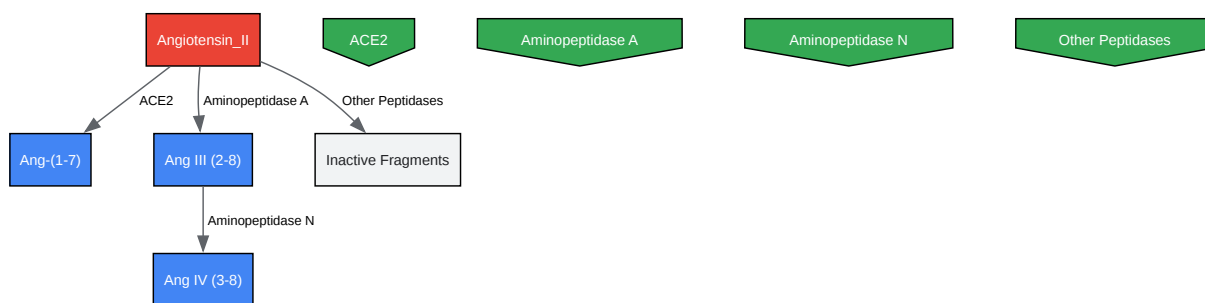 Angiotensin_II
ACE2
Aminopeptidase A
Aminopeptidase N
Other Peptidases
ACE2
Aminopeptidase A
Other Peptidases
Ang-(1-7)
Ang III (2-8)
Inactive Fragments
Aminopeptidase N
Ang IV (3-8)